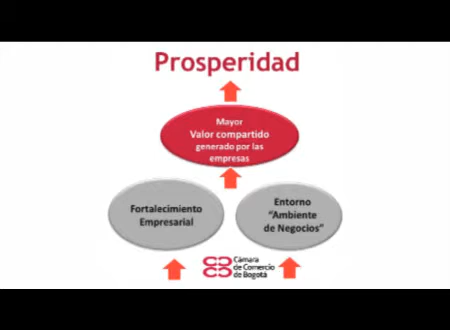 Prosperidad
Mayor
Valor compartido
generado por las
empresas
Fortalecimiento
Empresarial
Entorno
“Ambiente
de Negocios”
Cámara
de Comercio
de Bogotá